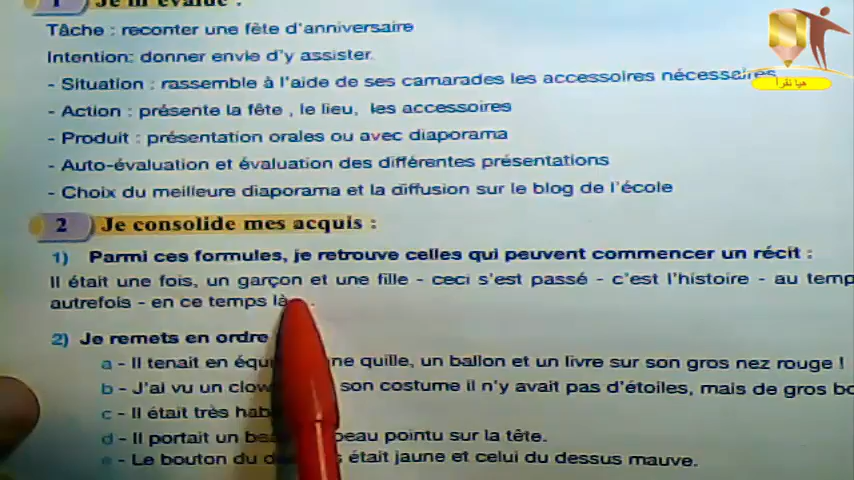 1 Je m'évalue :
Tâche : reconter une fête d'anniversaire
Intention: donner envie d'y assister.
- Situation : rassemble à l'aide de ses camarades les accessoires nécessaires
- Action : présente la fête , le lieu, les accessoires
- Produit : présentation orales ou avec diaporama
- Auto-évaluation et évaluation des différentes présentations
- Choix du meilleure diaporama et la diffusion sur le blog de l'école
هيا نقرأ
2 Je consolide mes acquis :
1) Parmi ces formules, je retrouve celles qui peuvent commencer un récit :
Il était une fois, un garçon et une fille - ceci s'est passé - c'est l'histoire - au temp
autrefois - en ce temps là
2) Je remets en ordre
a - Il tenait en une quille, un ballon et un livre sur son gros nez rouge !
b - J'ai vu un son costume il n'y avait pas d'étoiles, mais de gros
c - Il était très
d - Il portait un pointu sur la tête.
e - Le bouton du était jaune et celui du dessus mauve.